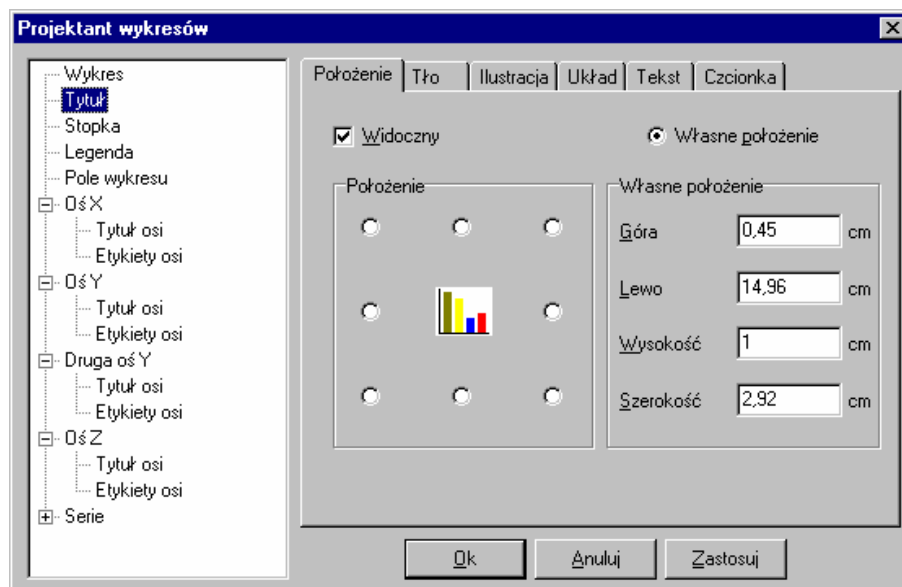 Projektant wykresów
Wykres
Tytuł
Stopka
Legenda
Pole wykresu
Oś X
Tytuł osi
Etykiety osi
Oś Y
Tytuł osi
Etykiety osi
Druga oś Y
Tytuł osi
Etykiety osi
Oś Z
Tytuł osi
Etykiety osi
Serie
Położenie Tło Ilustracja Układ Tekst Czcionka
Widoczny
Własne położenie
Położenie
Własne położenie
Góra 0,45 cm
Lewo 14,96 cm
Wysokość 1 cm
Szerokość 2,92 cm
Ok Anuluj Zastosuj